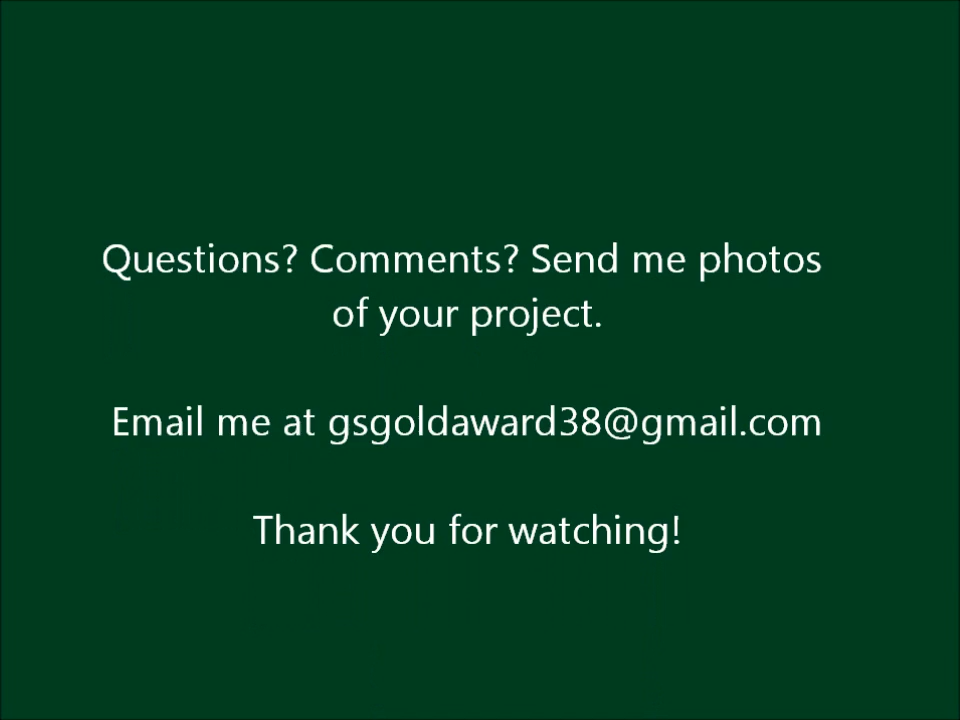 Questions? Comments? Send me photos
of your project.
Email me at gsgoldaward38@gmail.com
Thank you for watching!